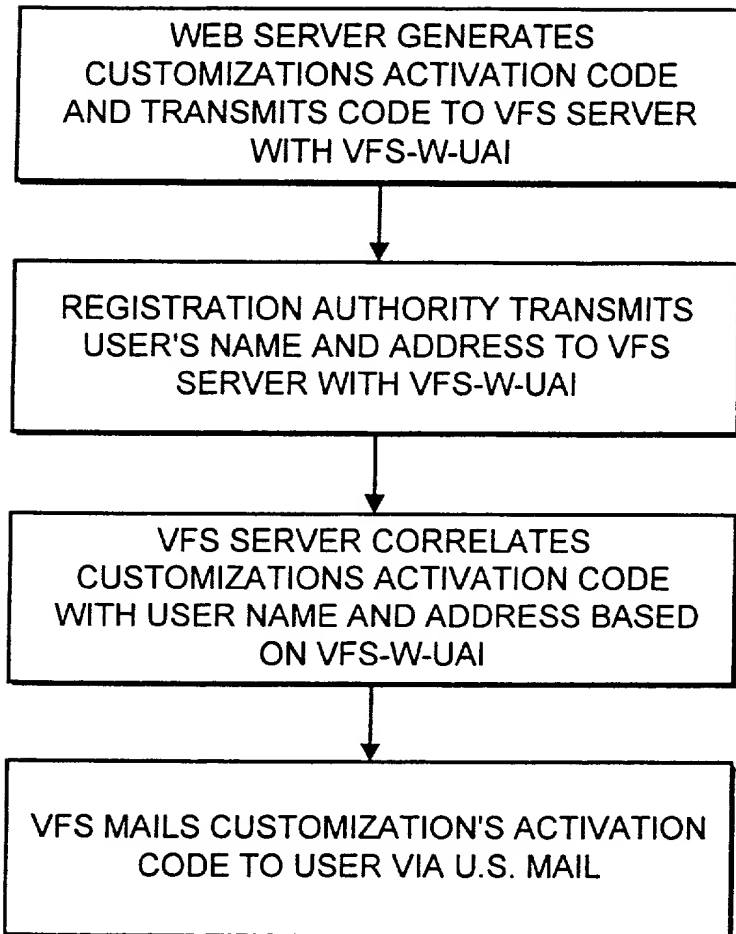 WEB SERVER GENERATES
CUSTOMIZATIONS ACTIVATION CODE
AND TRANSMITS CODE TO VFS SERVER
WITH VFS-W-UAI
REGISTRATION AUTHORITY TRANSMITS
USER'S NAME AND ADDRESS TO VFS
SERVER WITH VFS-W-UAI
VFS SERVER CORRELATES
CUSTOMIZATIONS ACTIVATION CODE
WITH USER NAME AND ADDRESS BASED
ON VFS-W-UAI
VFS MAILS CUSTOMIZATION'S ACTIVATION
CODE TO USER VIA U.S. MAIL